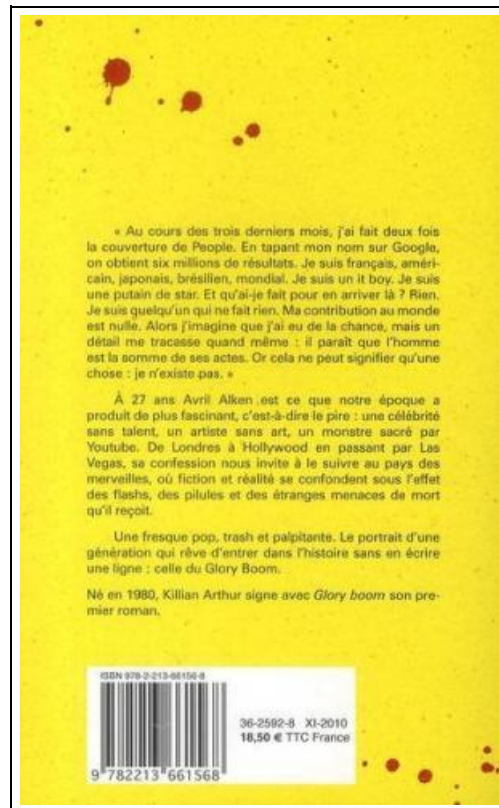 « Au cours des trois derniers mois, j'ai fait deux fois
la couverture de People. En tapant mon nom sur Google,
on obtient six millions de résultats. Je suis français, améri-
cain, japonais, brésilien, mondial. Je suis un it boy. Je suis
une putain de star. Et qu'ai-je fait pour en arriver là ? Rien.
Je suis quelqu'un qui ne fait rien. Ma contribution au monde
est nulle. Alors j'imagine que j'ai eu de la chance, mais un
détail me tracasse quand même : il paraît que l'homme
est la somme de ses actes. Or cela ne peut signifier qu'une
chose : je n'existe pas. »
À 27 ans Avril Alken est ce que notre époque a
produit de plus fascinant, c'est-à-dire le pire : une célébrité
sans talent, un artiste sans art, un monstre sacré par
Youtube. De Londres à Hollywood en passant par Las
Vegas, sa confession nous invite à le suivre au pays des
merveilles, où fiction et réalité se confondent sous l'effet
des flashs, des pilules et des étranges menaces de mort
qu'il reçoit.
Une fresque pop, trash et palpitante. Le portrait d'une
génération qui rêve d'entrer dans l'histoire sans en écrire
une ligne : celle du Glory Boom.
Né en 1980, Killian Arthur signe avec Glory boom son pre-
mier roman.
ISBN 978-2-213-66156-8
36-2592-8 XI-2010
18,50 € TTC France
9 782213 661568